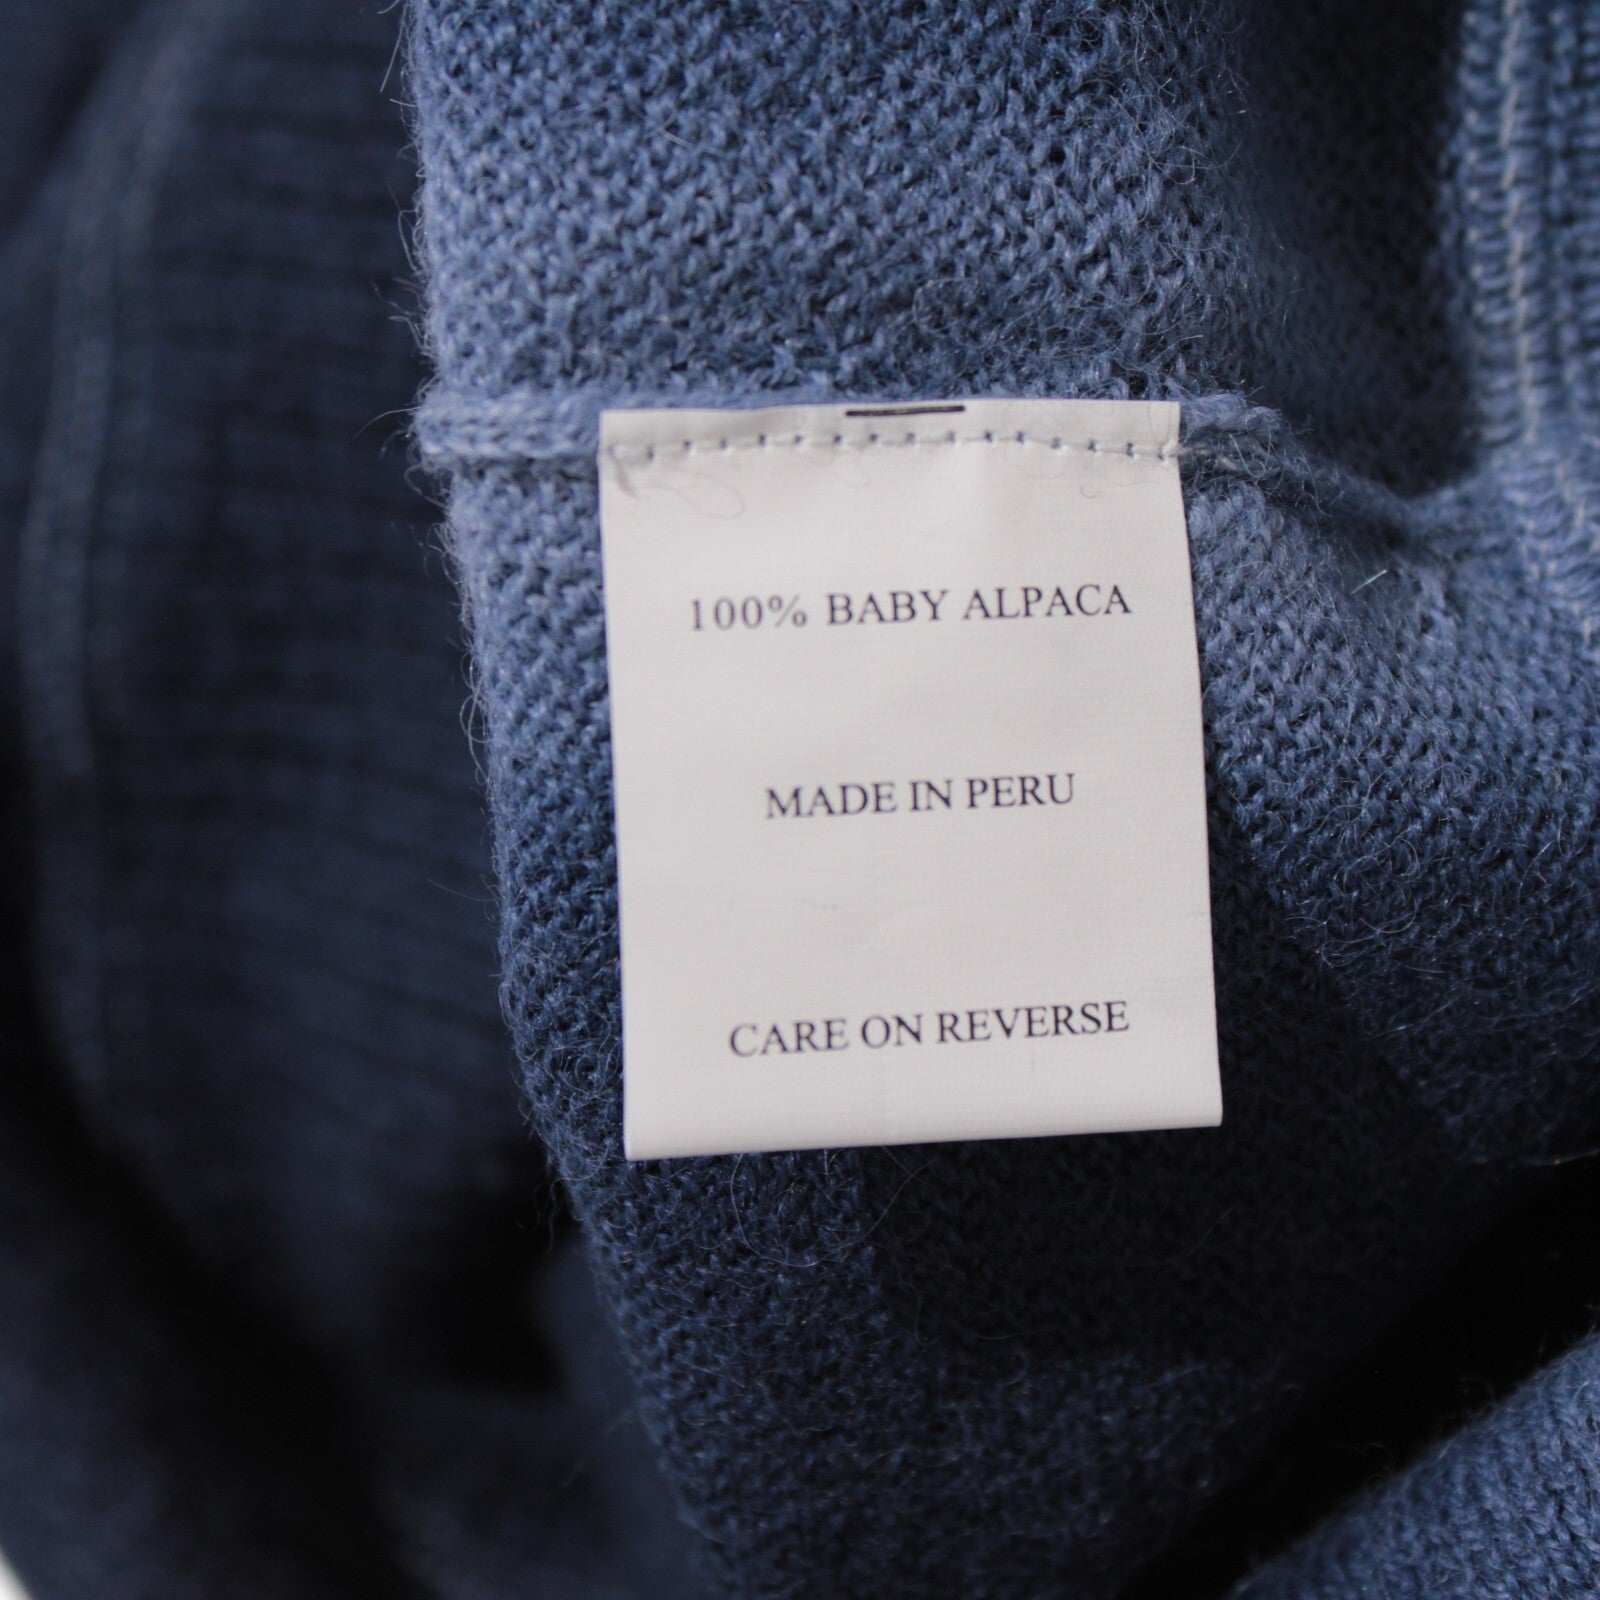 100% BABY ALPACA
MADE IN PERU
CARE ON REVERSE